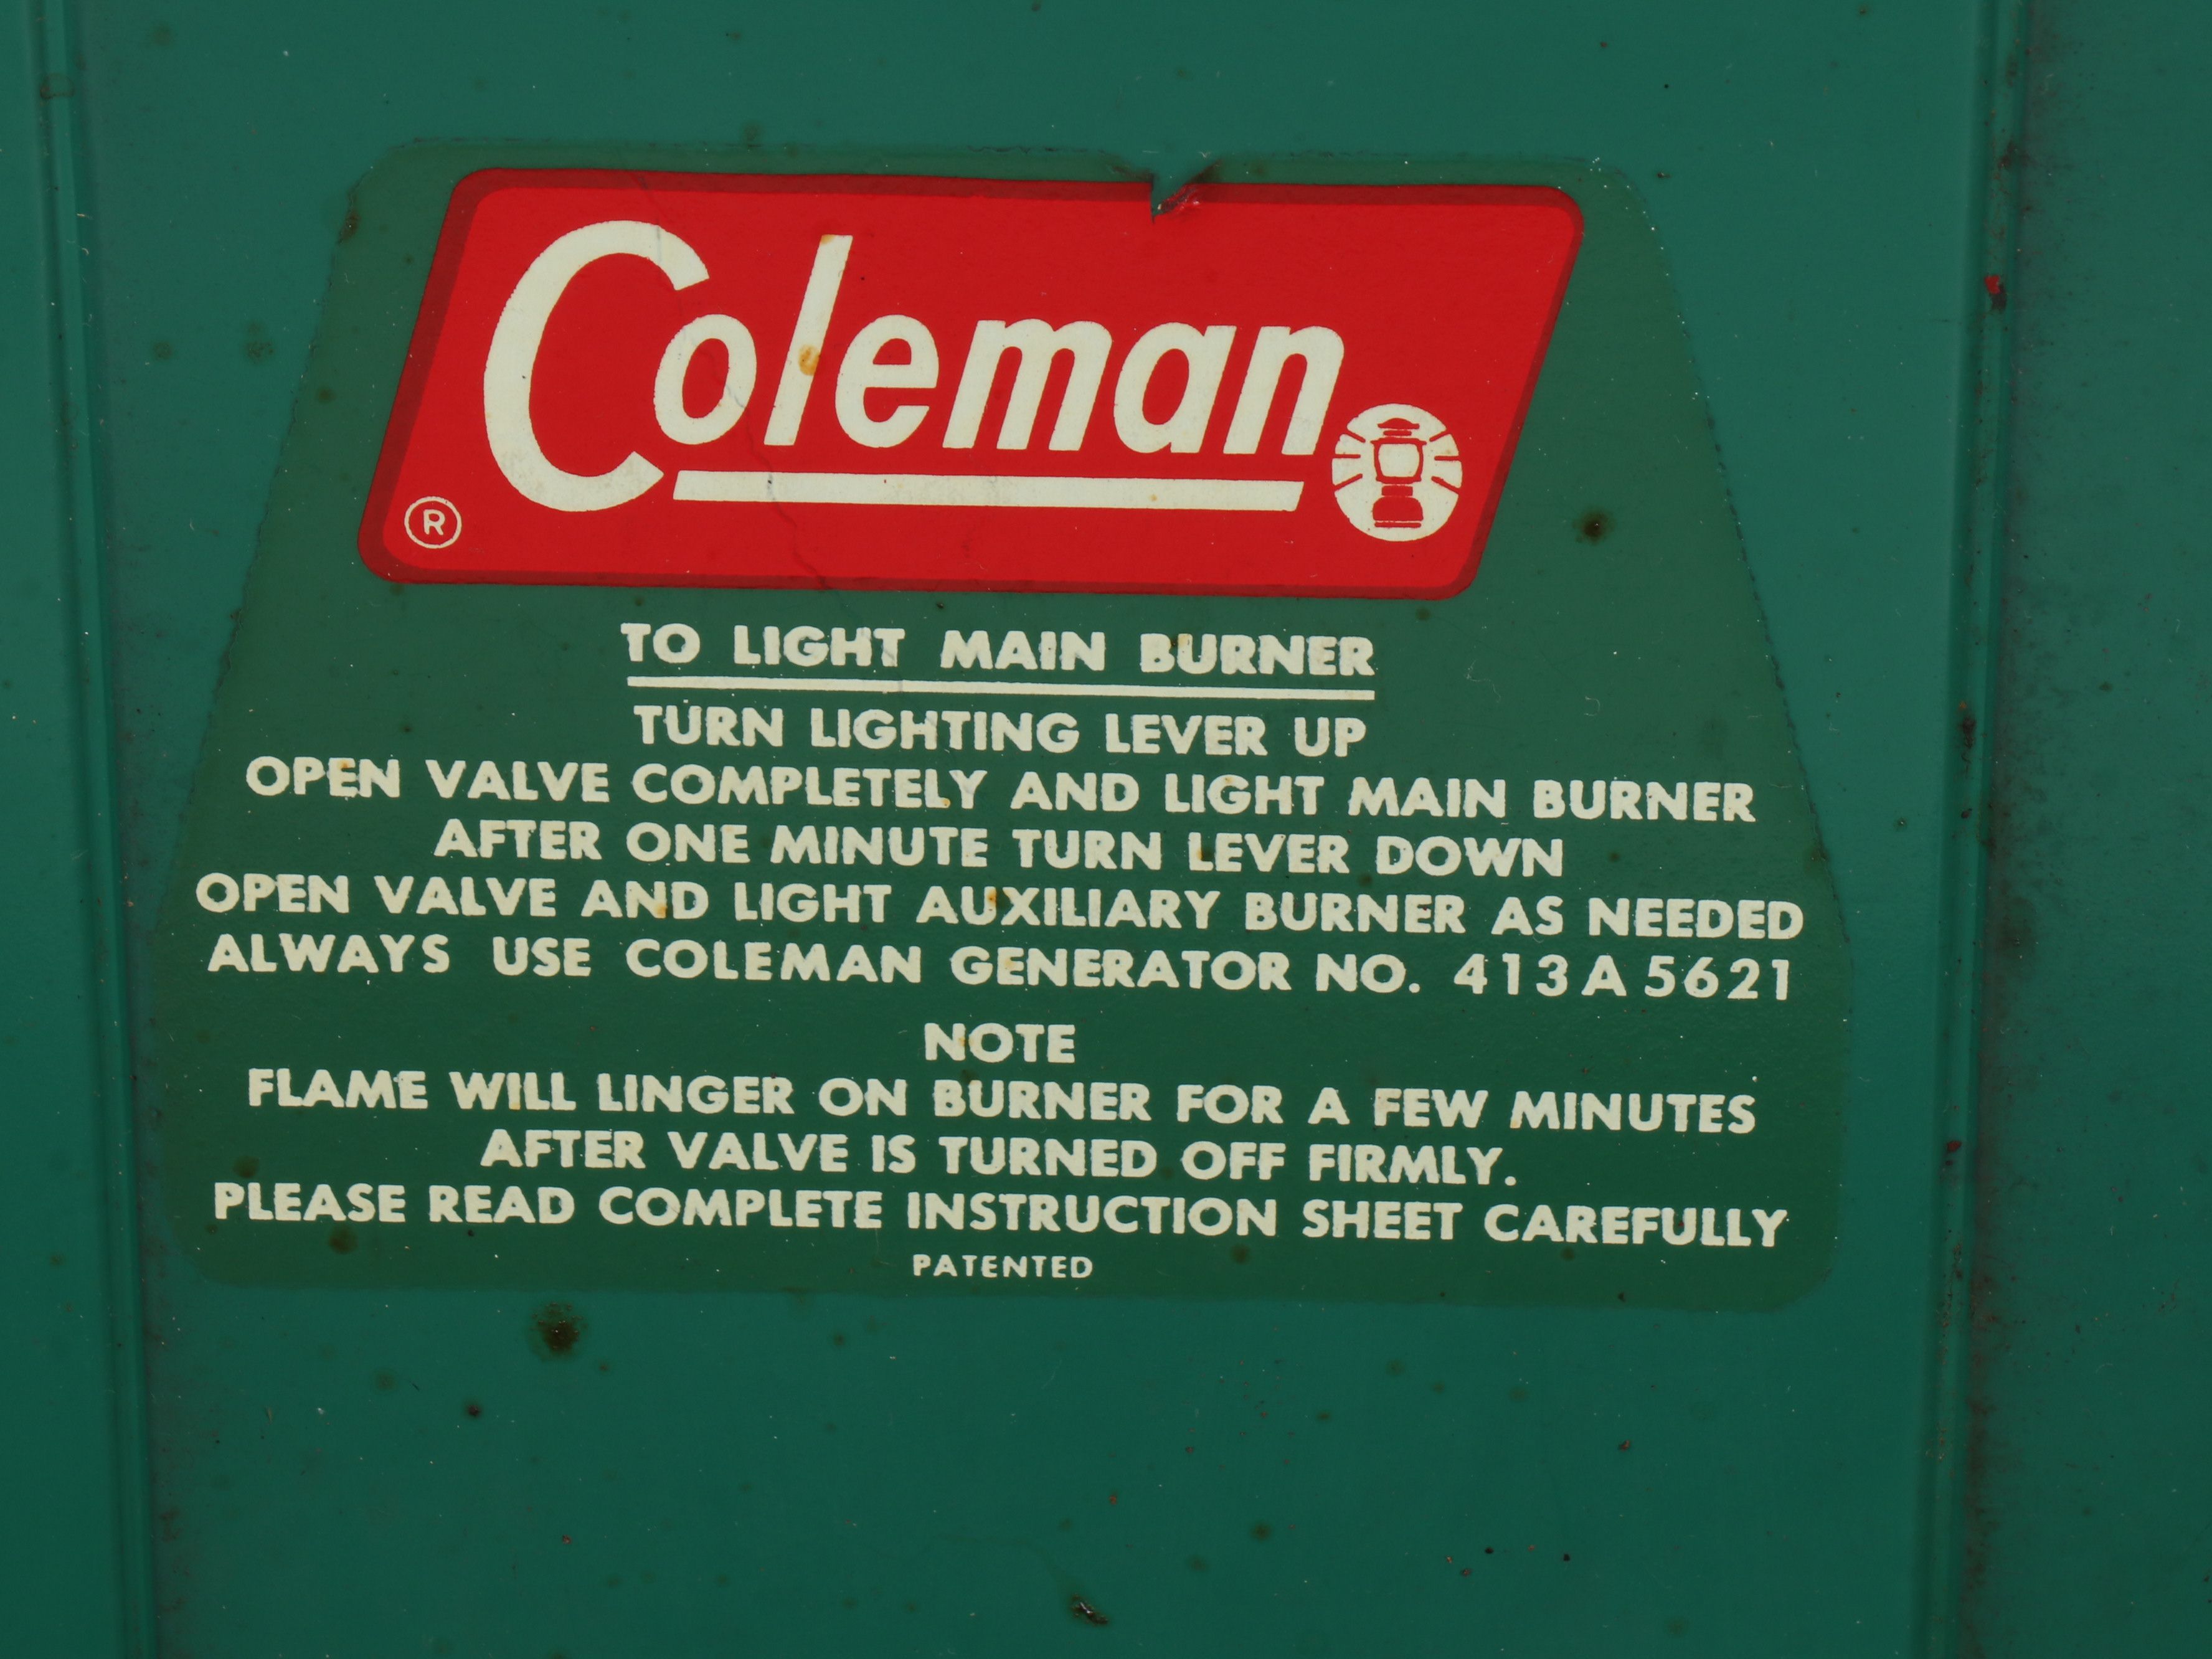 Coleman
®
TO LIGHT MAIN BURNER
TURN LIGHTING LEVER UP
OPEN VALVE COMPLETELY AND LIGHT MAIN BURNER
AFTER ONE MINUTE TURN LEVER DOWN
OPEN VALVE AND LIGHT AUXILIARY BURNER AS NEEDED
ALWAYS USE COLEMAN GENERATOR NO. 413A5621
NOTE
FLAME WILL LINGER ON BURNER FOR A FEW MINUTES
AFTER VALVE IS TURNED OFF FIRMLY.
PLEASE READ COMPLETE INSTRUCTION SHEET CAREFULLY
PATENTED